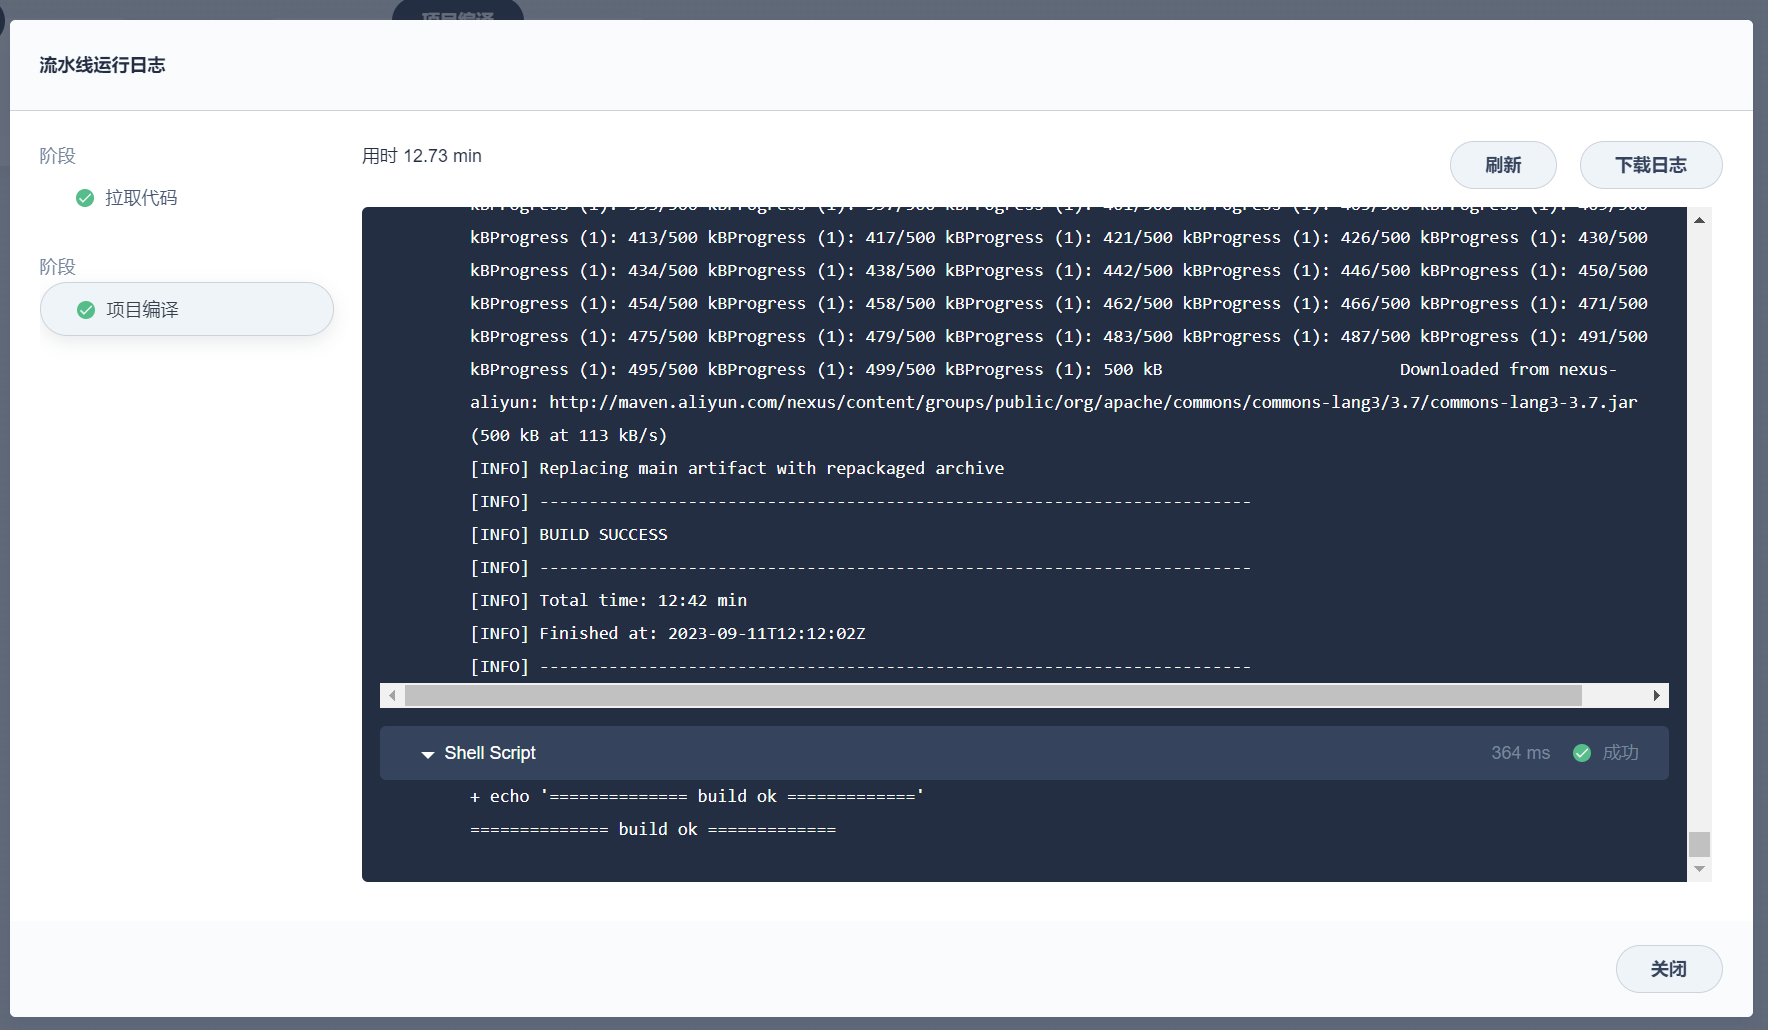 流水线运行日志
阶段
拉取代码
阶段
项目编译
用时 12.73 min
刷新
下载日志
kBProgress (1): 413/500 kBProgress (1): 417/500 kBProgress (1): 421/500 kBProgress (1): 426/500 kBProgress (1): 430/500
kBProgress (1): 434/500 kBProgress (1): 438/500 kBProgress (1): 442/500 kBProgress (1): 446/500 kBProgress (1): 450/500
kBProgress (1): 454/500 kBProgress (1): 458/500 kBProgress (1): 462/500 kBProgress (1): 466/500 kBProgress (1): 471/500
kBProgress (1): 475/500 kBProgress (1): 479/500 kBProgress (1): 483/500 kBProgress (1): 487/500 kBProgress (1): 491/500
kBProgress (1): 495/500 kBProgress (1): 499/500 kBProgress (1): 500 kB Downloaded from nexus-
aliyun: http://maven.aliyun.com/nexus/content/groups/public/org/apache/commons/commons-lang3/3.7/commons-lang3-3.7.jar
(500 kB at 113 kB/s)
[INFO] Replacing main artifact with repackaged archive
[INFO] ------------------------------------------------------------------------
[INFO] BUILD SUCCESS
[INFO] ------------------------------------------------------------------------
[INFO] Total time: 12:42 min
[INFO] Finished at: 2023-09-11T12:12:02Z
[INFO] ------------------------------------------------------------------------
Shell Script 364 ms 成功
+ echo '============== build ok ============='
============== build ok =============
关闭